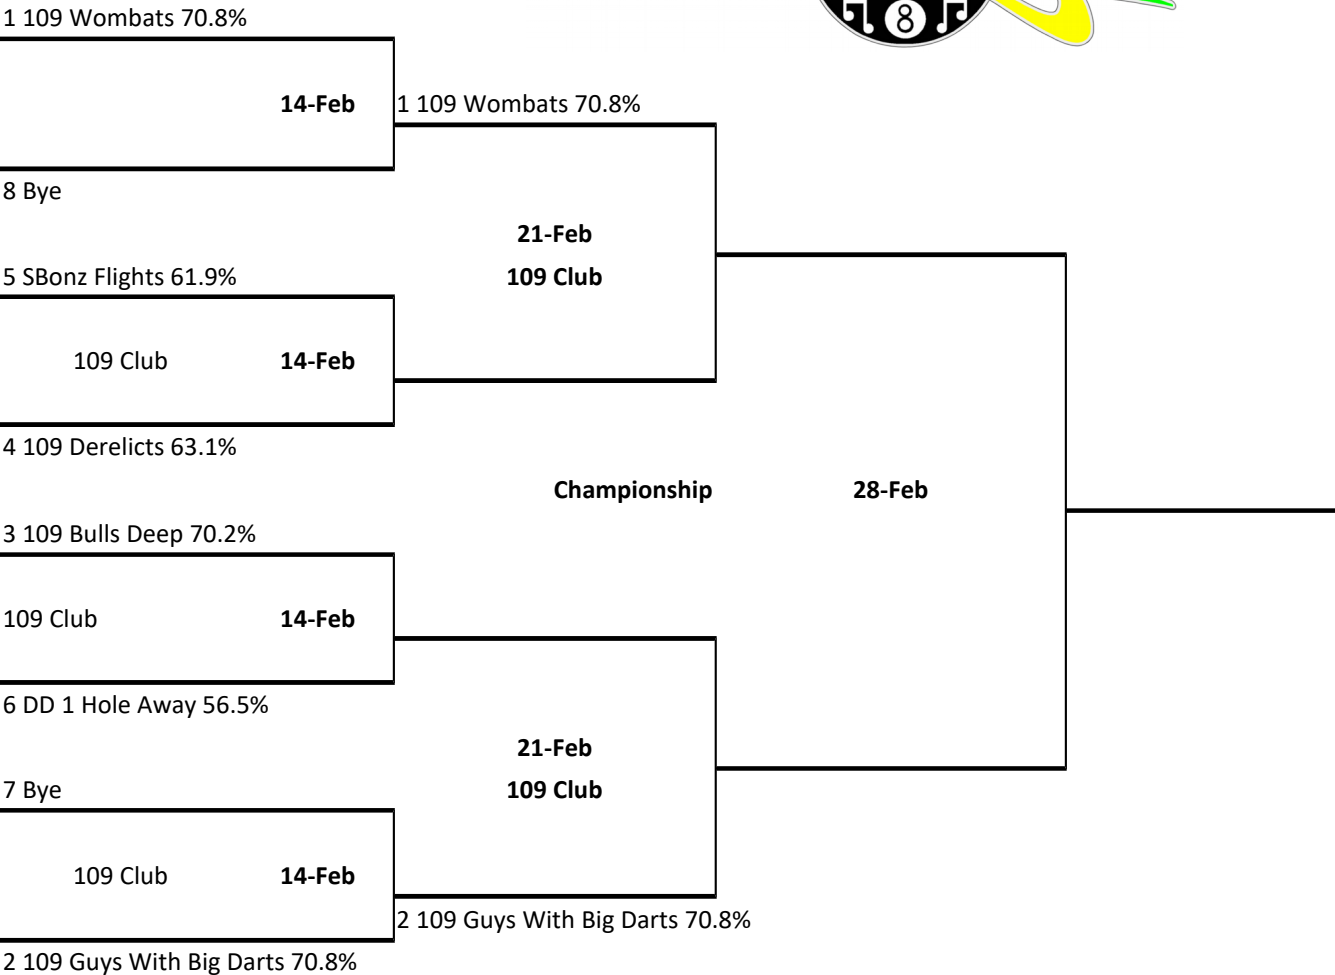 1 109 Wombats 70.8%
8
14-Feb
1 109 Wombats 70.8%
8 Bye
21-Feb
5 SBonz Flights 61.9%
109 Club
109 Club
14-Feb
4 109 Derelicts 63.1%
Championship
28-Feb
3 109 Bulls Deep 70.2%
109 Club
14-Feb
6 DD 1 Hole Away 56.5%
21-Feb
7 Bye
109 Club
109 Club
14-Feb
2 109 Guys With Big Darts 70.8%
2 109 Guys With Big Darts 70.8%